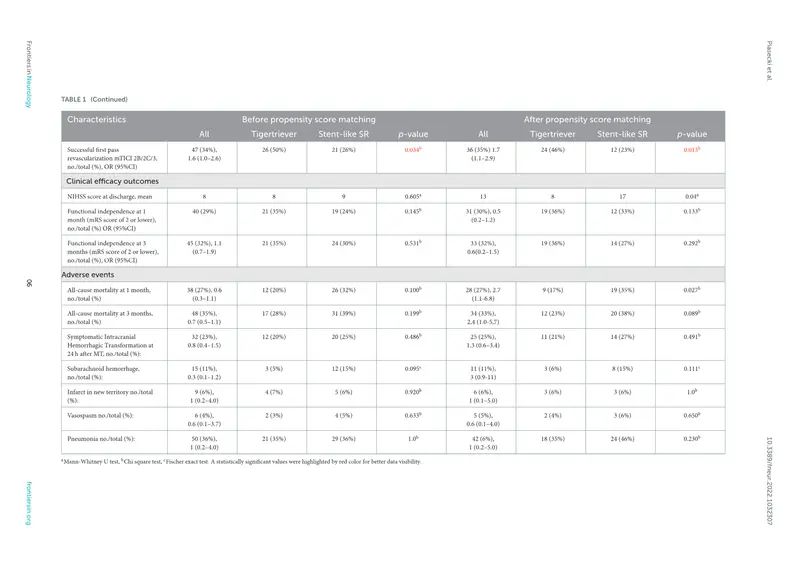 Piasecki et al.
10.3389/fneur.2022.1032307
TABLE 1 (Continued)
Characteristics Before propensity score matching After propensity score matching
All Tigertriever Stent-like SR p-value All Tigertriever Stent-like SR p-value
Successful first pass 47 (34%), 26 (50%) 21 (26%) 0.034b 36 (35%) 1.7 24 (46%) 12 (23%) 0.013b
revascularization mTICI 2B/2C/3, 1.6 (1.0–2.6) (1.1–2.9)
no./total (%), OR (95%CI)
Clinical efficacy outcomes
NIHSS score at discharge, mean 8 8 9 0.605a 13 8 17 0.04a
Functional independence at 1 40 (29%) 21 (35%) 19 (24%) 0.145b 31 (30%), 0.5 19 (36%) 12 (33%) 0.133b
month (mRS score of 2 or lower), (0.2–1.2)
no./total (%) OR (95%CI)
Functional independence at 3 45 (32%), 1.1 21 (35%) 24 (30%) 0.531b 33 (32%), 19 (36%) 14 (27%) 0.292b
months (mRS score of 2 or lower), (0.7–1.9) 0.6(0.2–1.5)
no./total (%), OR (95%CI)
Adverse events
All-cause mortality at 1 month, 38 (27%), 0.6 12 (20%) 26 (32%) 0.100b 28 (27%), 2.7 9 (17%) 19 (35%) 0.027b
no./total (%) (0.3–1.1) (1.1-6.8)
All-cause mortality at 3 months, 48 (35%), 17 (28%) 31 (39%) 0.199b 34 (33%), 12 (23%) 20 (38%) 0.089b
no./total (%) 0.7 (0.5–1.1) 2.4 (1.0-5.7)
Symptomatic Intracranial 32 (23%), 12 (20%) 20 (25%) 0.486b 25 (25%), 11 (21%) 14 (27%) 0.491b
Hemorrhagic Transformation at 0.8 (0.4–1.5) 1.3 (0.6–3.4)
24 h after MT, no./total (%):
Subarachnoid hemorrhage, 15 (11%), 3 (5%) 12 (15%) 0.095c 11 (11%), 3 (6%) 8 (15%) 0.111c
no./total (%): 0.3 (0.1–1.2) 3 (0.9-11)
Infarct in new territory no./total 9 (6%), 4 (7%) 5 (6%) 0.920b 6 (6%), 3 (6%) 3 (6%) 1.0b
(%): 1 (0.2–4.0) 1 (0.1–5.0)
Vasospasm no./total (%): 6 (4%), 2 (3%) 4 (5%) 0.633b 5 (5%), 2 (4%) 3 (6%) 0.650b
0.6 (0.1–3.7) 0.6 (0.1–4.0)
Pneumonia no./total (%): 50 (36%), 21 (35%) 29 (36%) 1.0b 42 (6%), 18 (35%) 24 (46%) 0.230b
1 (0.2–4.0) 1 (0.2–5.0)
aMann-Whitney U test, bChi square test, cFischer exact test. A statistically significant values were highlighted by red color for better data visibility.
Frontiers in Neurology
06
frontiersin.org